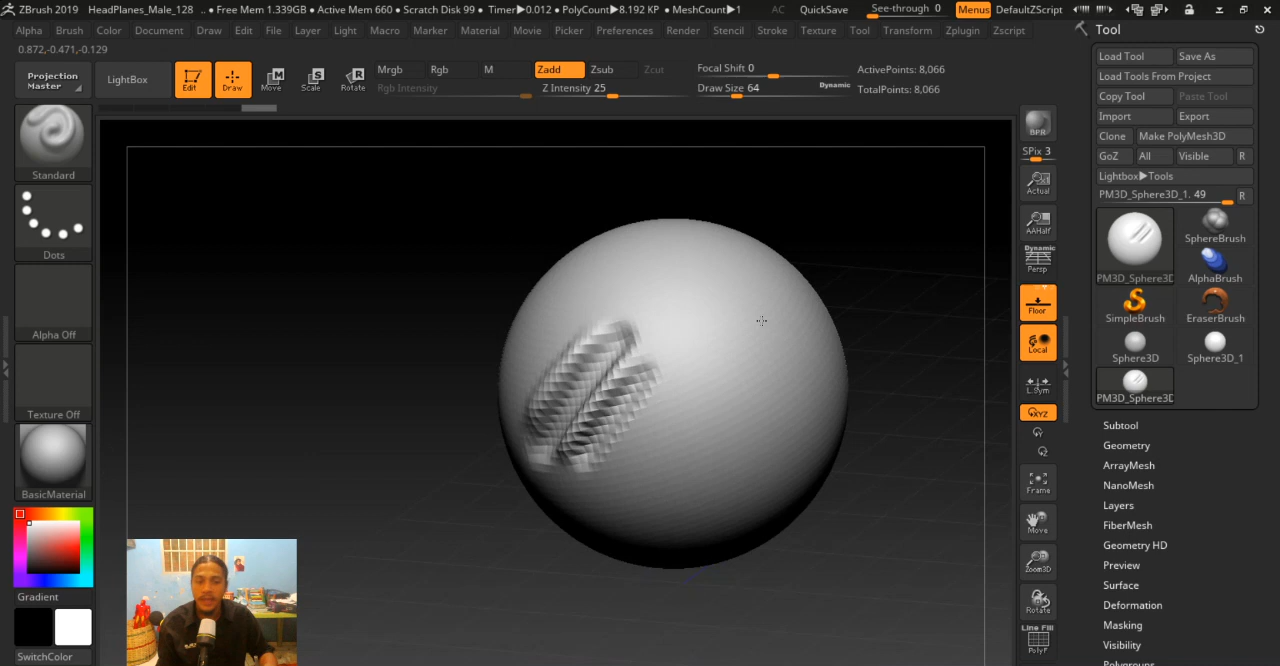 ZBrush 2019 HeadPlanes_Male_128 .. • Free Mem 1.339GB • Active Mem 660 • Scratch Disk 99 • Timer▶0.012 • PolyCount▶8.192 KP • MeshCount▶1 AC QuickSave See-through 0 Menus DefaultZScript
Alpha Brush Color Document Draw Edit File Layer Light Macro Marker Material Movie Picker Preferences Render Stencil Stroke Texture Tool Transform Zplugin Zscript
0.872,-0.471,-0.129
Projection Master
LightBox
Edit
Draw
Move
Scale
Rotate
Mrgb Rgb M Zadd Zsub Zcut
Rgb Intensity Z Intensity 25
Focal Shift 0
Draw Size 64 Dynamic
ActivePoints: 8,066
TotalPoints: 8,066
Standard
Dots
Alpha Off
Texture Off
BasicMaterial
Gradient
SwitchColor
BPR
SPix 3
Actual
AAHalf
Dynamic
Persp
Floor
Local
L.Sym
XYZ
Y
Z
Frame
Move
Zoom3D
Rotate
Line Fill
PolyF
Tool
Load Tool Save As
Load Tools From Project
Copy Tool Paste Tool
Import Export
Clone Make PolyMesh3D
GoZ All Visible R
Lightbox▶Tools
PM3D_Sphere3D_1. 49 R
PM3D_Sphere3D SphereBrush
AlphaBrush
SimpleBrush EraserBrush
Sphere3D Sphere3D_1
PM3D_Sphere3D
Subtool
Geometry
ArrayMesh
NanoMesh
Layers
FiberMesh
Geometry HD
Preview
Surface
Deformation
Masking
Visibility
Polygroups